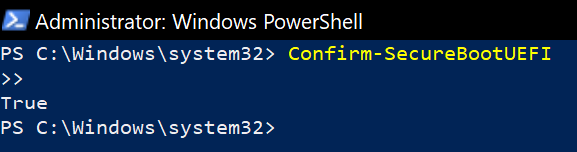 Administrator: Windows PowerShell
PS C:\Windows\system32> Confirm-SecureBootUEFI
>>
True
PS C:\Windows\system32>